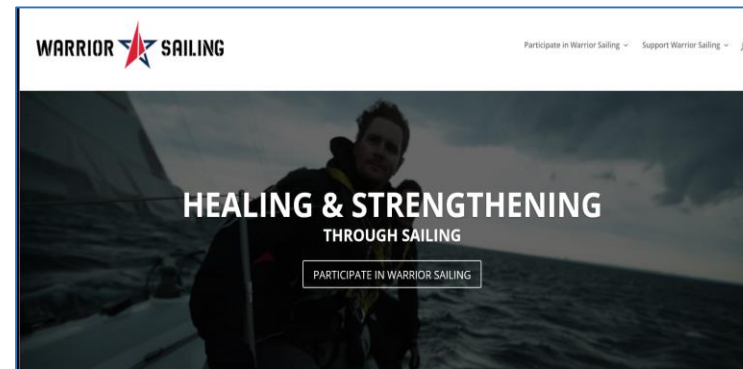 WARRIOR SAILING
Participate in Warrior Sailing Support Warrior Sailing
HEALING & STRENGTHENING
THROUGH SAILING
PARTICIPATE IN WARRIOR SAILING